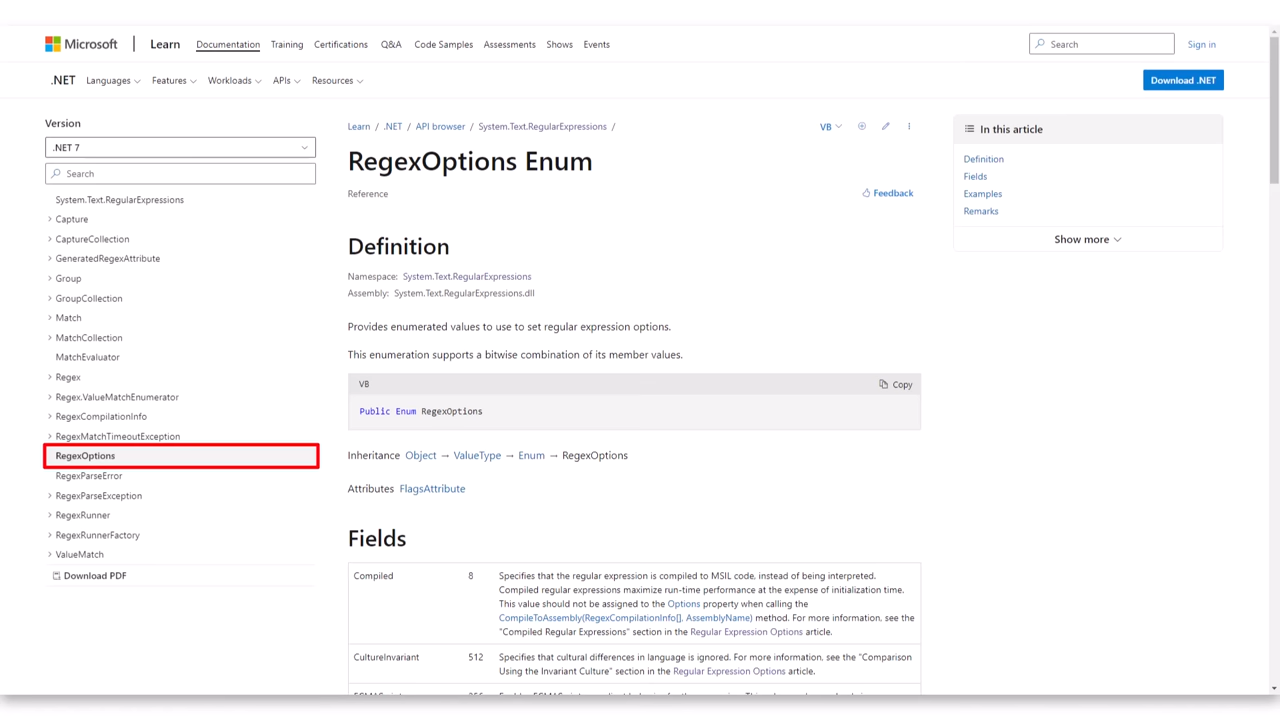 Microsoft Learn Documentation Training Certifications Q&A Code Samples Assessments Shows Events Search Sign in
.NET Languages Features Workloads APIs Resources Download .NET
Version
.NET 7
Search
System.Text.RegularExpressions
Capture
CaptureCollection
GeneratedRegexAttribute
Group
GroupCollection
Match
MatchCollection
MatchEvaluator
Regex
Regex.ValueMatchEnumerator
RegexCompilationInfo
RegexMatchTimeoutException
RegexOptions
RegexParseError
RegexParseException
RegexRunner
RegexRunnerFactory
ValueMatch
Download PDF
Learn / .NET / API browser / System.Text.RegularExpressions /
VB
RegexOptions Enum
Reference
Feedback
Definition
Namespace: System.Text.RegularExpressions
Assembly: System.Text.RegularExpressions.dll
Provides enumerated values to use to set regular expression options.
This enumeration supports a bitwise combination of its member values.
VB Copy
Public Enum RegexOptions
Inheritance Object → ValueType → Enum → RegexOptions
Attributes FlagsAttribute
Fields
Compiled 8 Specifies that the regular expression is compiled to MSIL code, instead of being interpreted.
Compiled regular expressions maximize run-time performance at the expense of initialization time.
This value should not be assigned to the Options property when calling the
CompileToAssembly(RegexCompilationInfo[], AssemblyName) method. For more information, see the
"Compiled Regular Expressions" section in the Regular Expression Options article.
CultureInvariant 512 Specifies that cultural differences in language is ignored. For more information, see the "Comparison
Using the Invariant Culture" section in the Regular Expression Options article.
In this article
Definition
Fields
Examples
Remarks
Show more